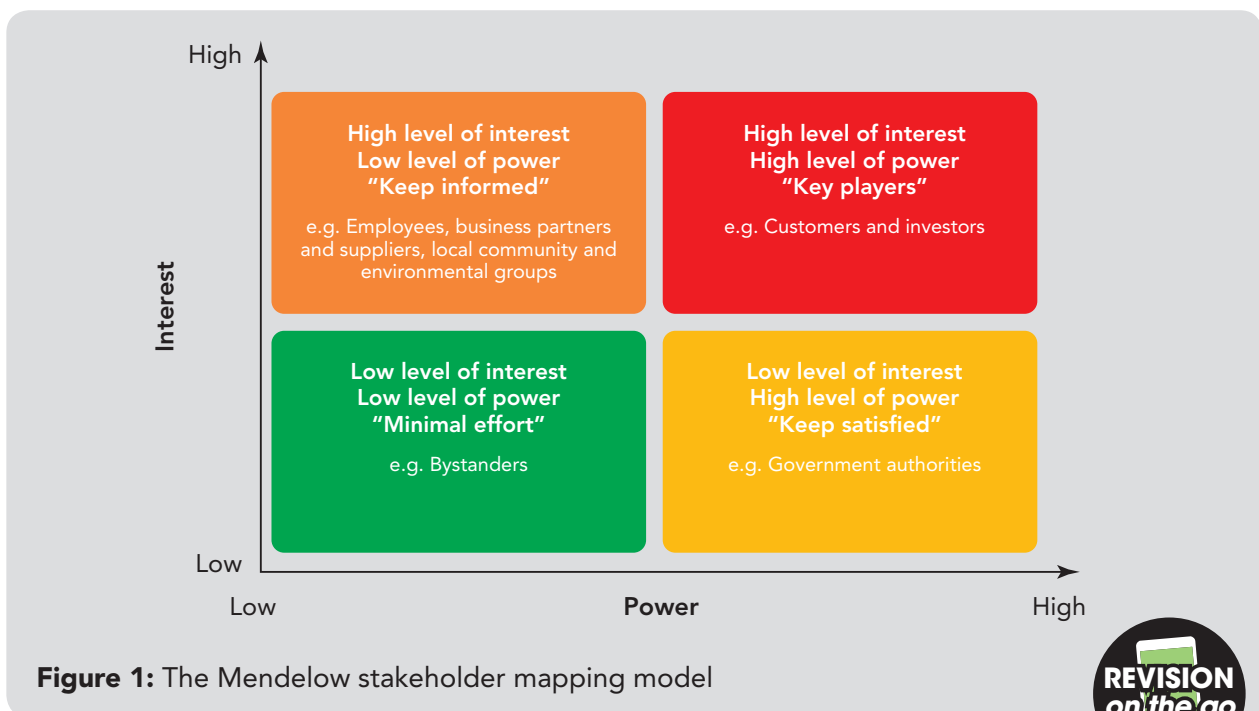 High
High level of interest
Low level of power
"Keep informed"
e.g. Employees, business partners
and suppliers, local community and
environmental groups
High level of interest
High level of power
"Key players"
e.g. Customers and investors
Interest
Low level of interest
Low level of power
"Minimal effort"
e.g. Bystanders
Low level of interest
High level of power
"Keep satisfied"
e.g. Government authorities
Low
Low
Power
High
Figure 1: The Mendelow stakeholder mapping model
REVISION
on the go